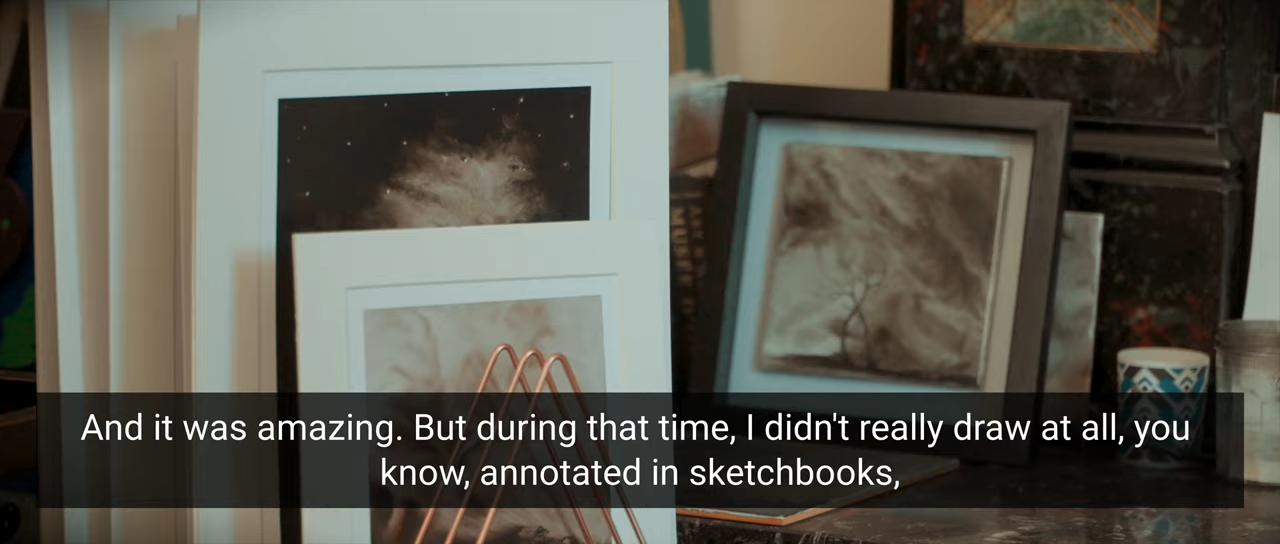 And it was amazing. But during that time, I didn't really draw at all, you
know, annotated in sketchbooks,